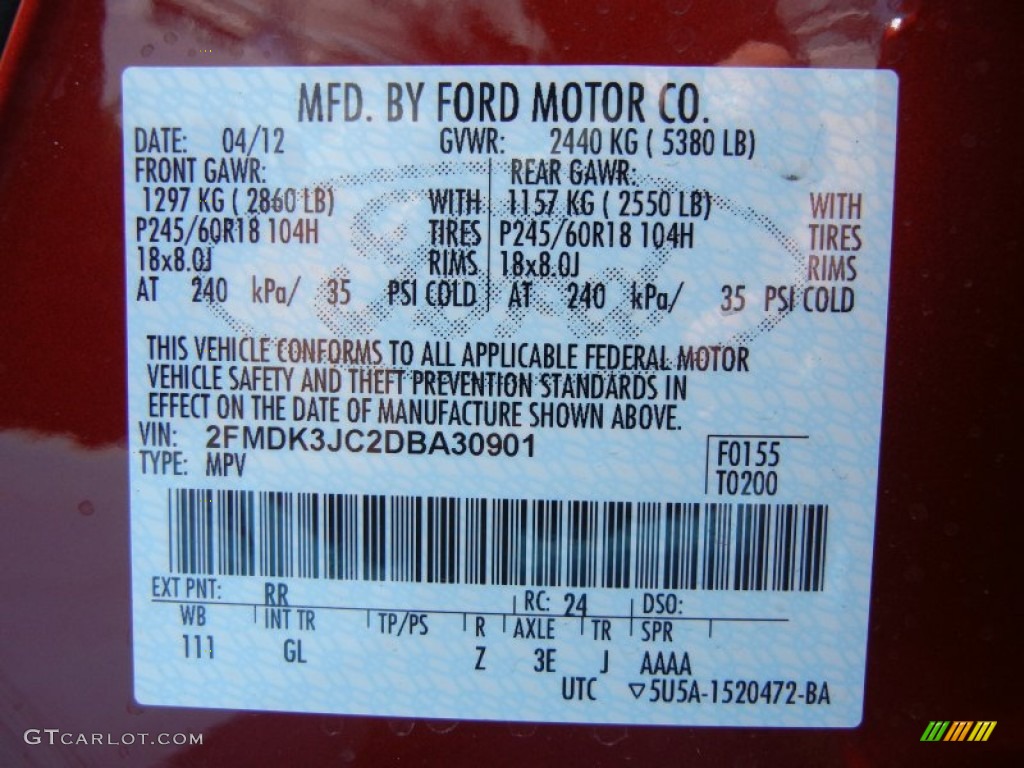 MFD. BY FORD MOTOR CO.
DATE: 04/12 GVWR: 2440 KG ( 5380 LB)
FRONT GAWR: REAR GAWR:
1297 KG ( 2860 LB) WITH 1157 KG ( 2550 LB) WITH
P245/60R18 104H TIRES P245/60R18 104H TIRES
18x8.0J RIMS 18x8.0J RIMS
AT 240 kPa/ 35 PSI COLD AT 240 kPa/ 35 PSI COLD
THIS VEHICLE CONFORMS TO ALL APPLICABLE FEDERAL MOTOR
VEHICLE SAFETY AND THEFT PREVENTION STANDARDS IN
EFFECT ON THE DATE OF MANUFACTURE SHOWN ABOVE.
VIN: 2FMDK3JC2DBA30901
TYPE: MPV
F0155
T0200
EXT PNT: RR RC: 24 DSO:
WB INT TR TP/PS R AXLE TR SPR
111 GL Z 3E J AAAA
UTC ▽5U5A-1520472-BA
GTCARLOT.COM